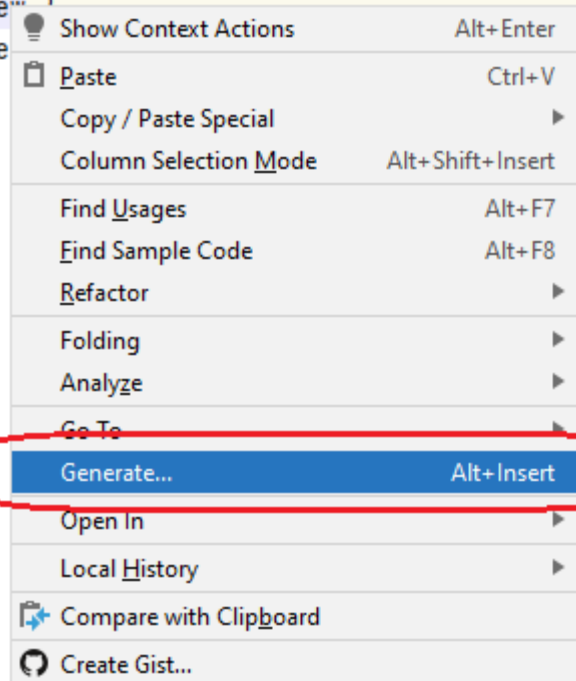 Show Context Actions Alt+Enter
Paste Ctrl+V
Copy / Paste Special
Column Selection Mode Alt+Shift+Insert
Find Usages Alt+F7
Find Sample Code Alt+F8
Refactor
Folding
Analyze
Go To
Generate... Alt+Insert
Open In
Local History
Compare with Clipboard
Create Gist...